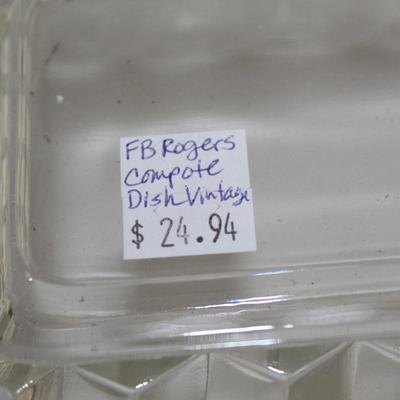 FB Rogers
Compote
Dish Vintage
$ 24.94